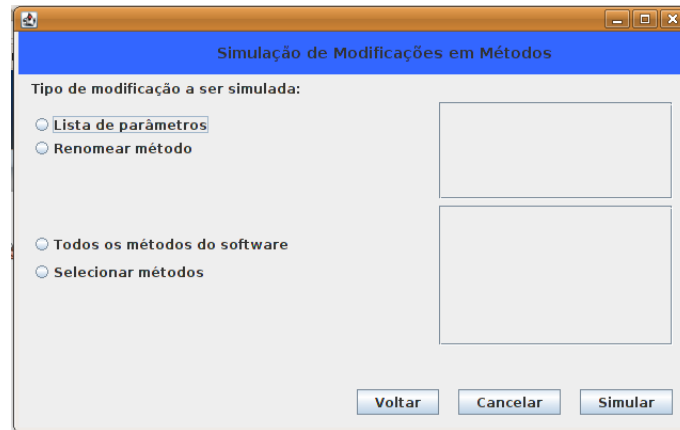 Simulação de Modificações em Métodos
Tipo de modificação a ser simulada:
Lista de parâmetros
Renomear método
Todos os métodos do software
Selecionar métodos
Voltar Cancelar Simular